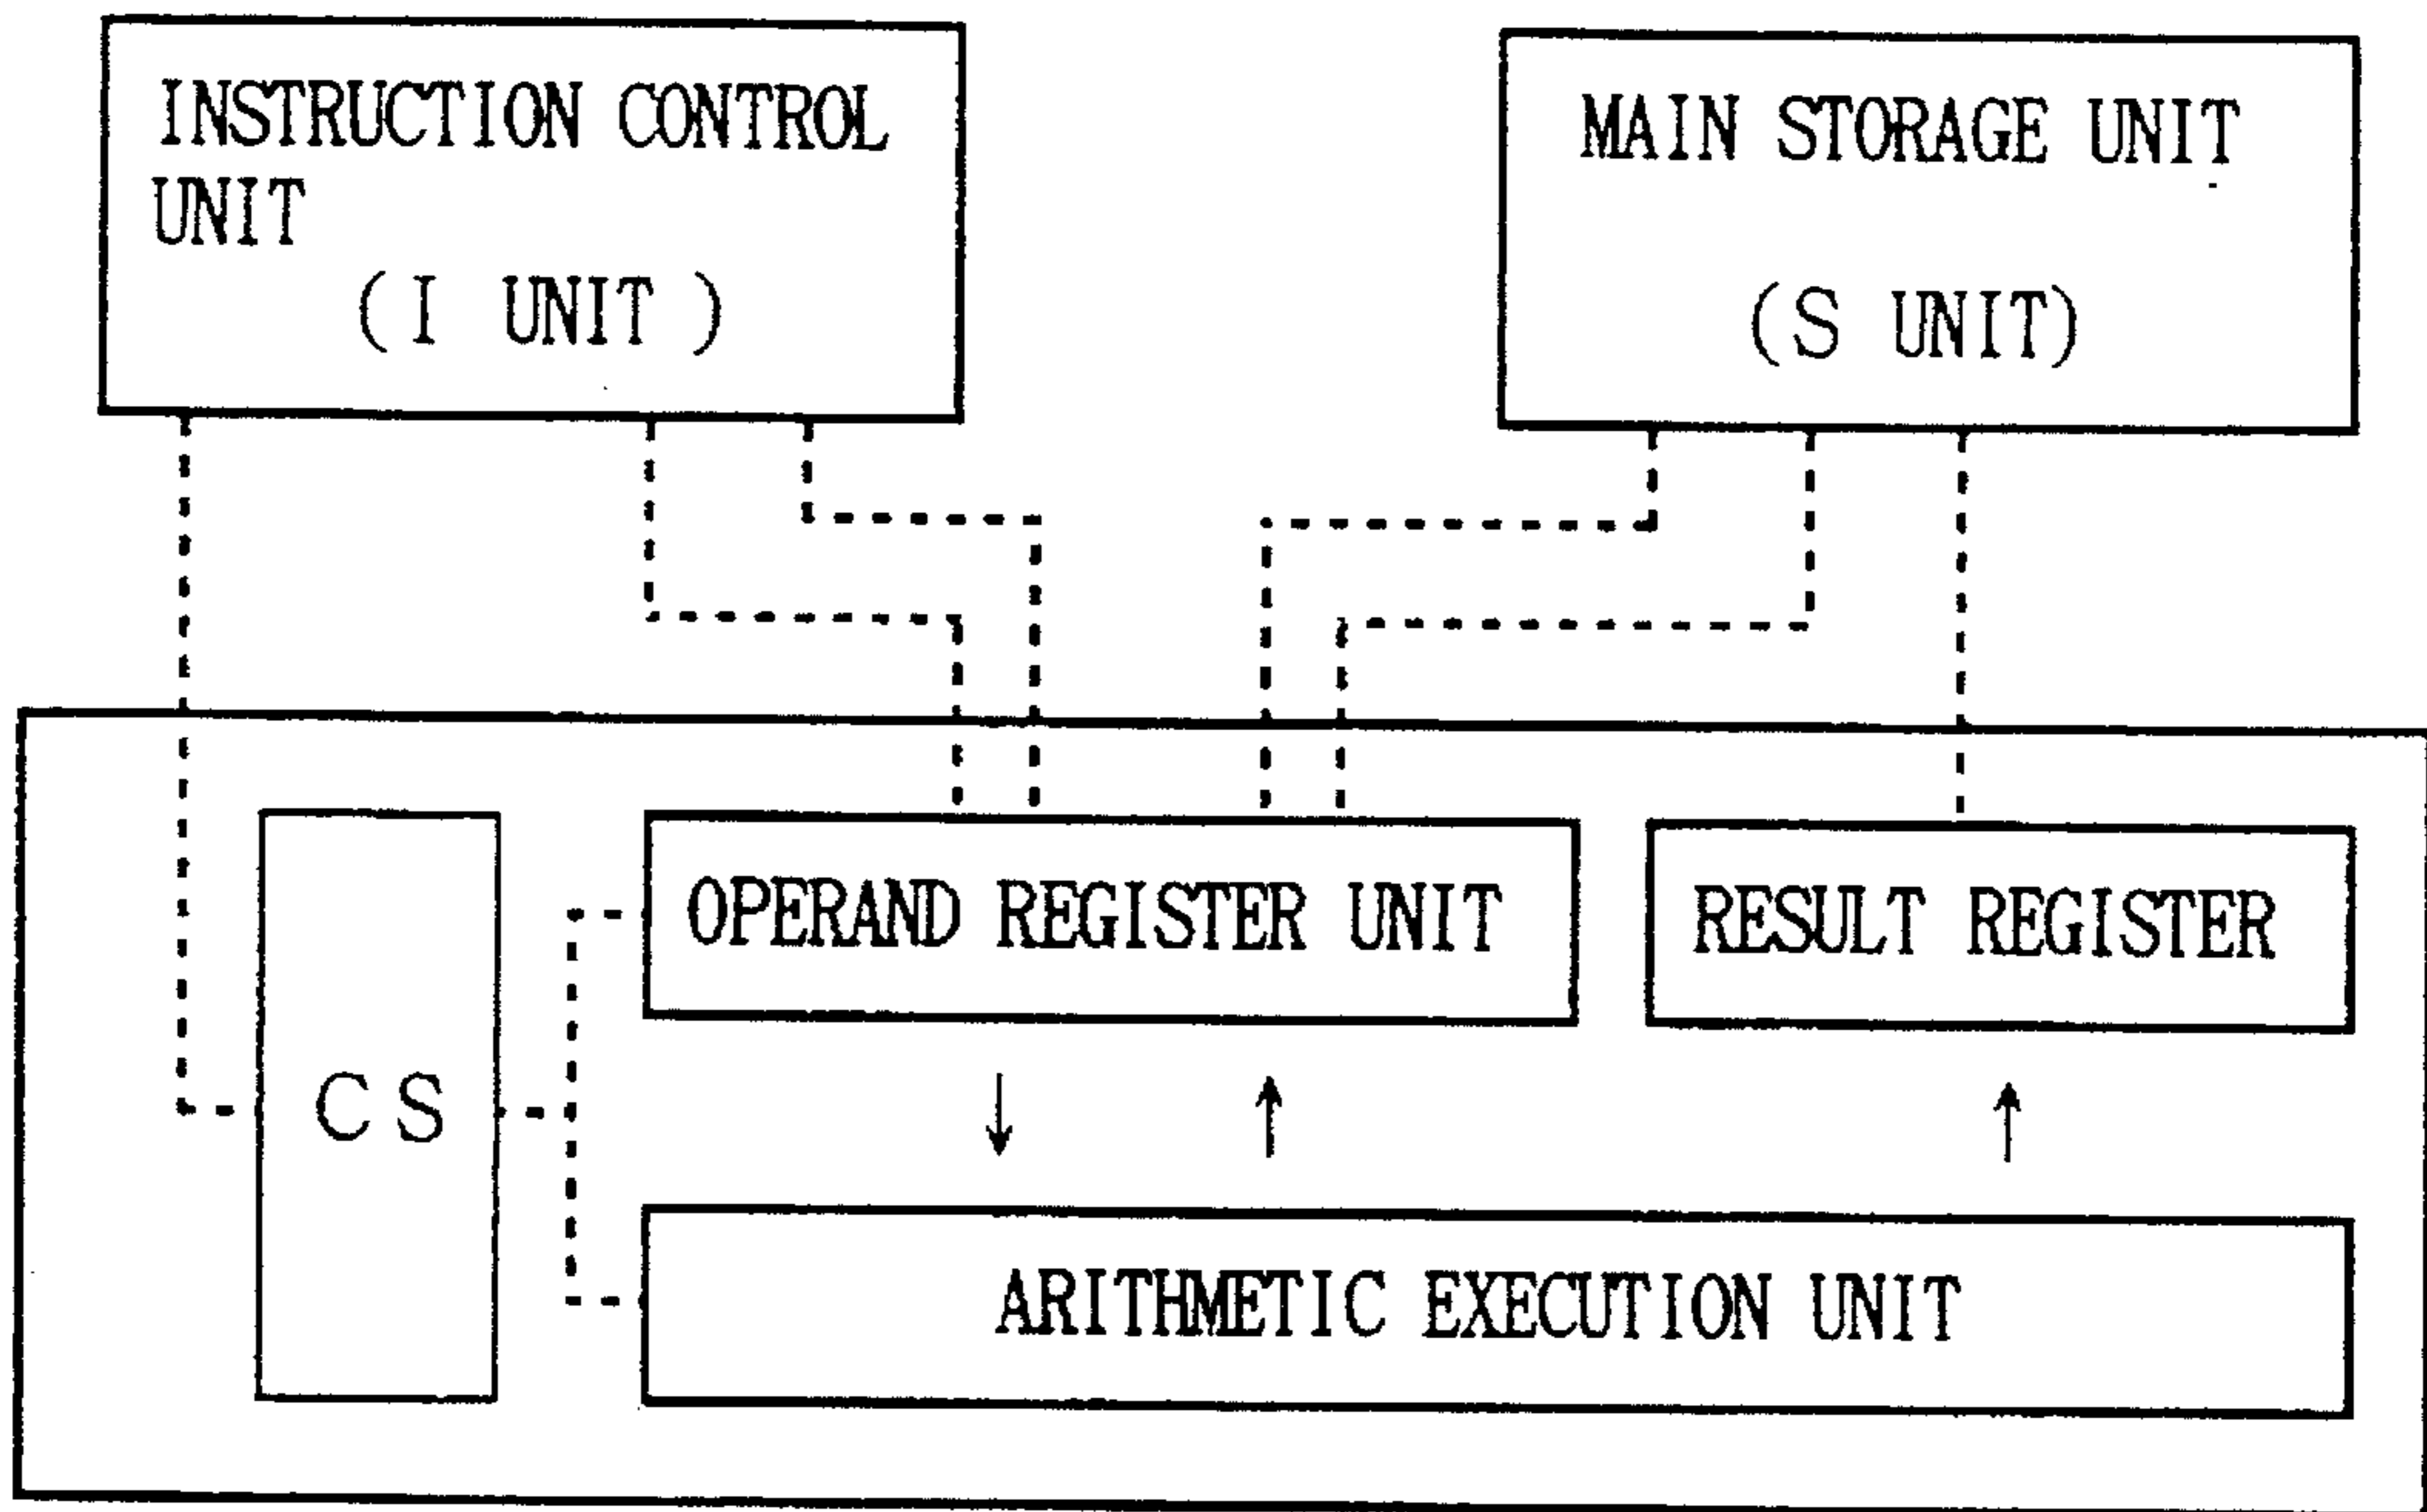 INSTRUCTION CONTROL
UNIT
(I UNIT)
MAIN STORAGE UNIT
(S UNIT)
OPERAND REGISTER UNIT
RESULT REGISTER
CS
ARITHMETIC EXECUTION UNIT